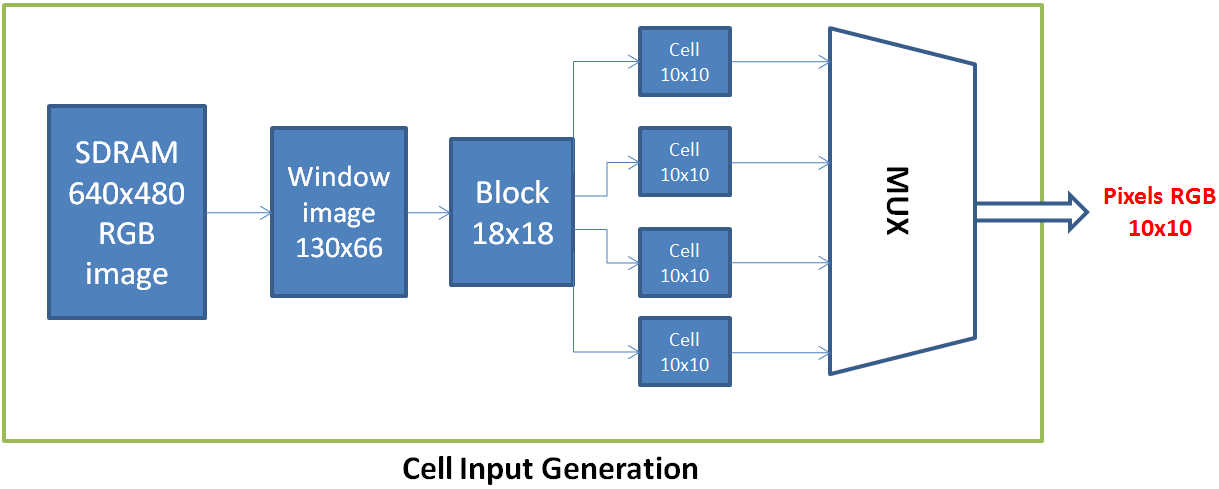 SDRAM
640x480
RGB
image
Window
image
130x66
Block
18x18
Cell
10x10
Cell
10x10
Cell
10x10
Cell
10x10
MUX
Pixels RGB
10x10
Cell Input Generation